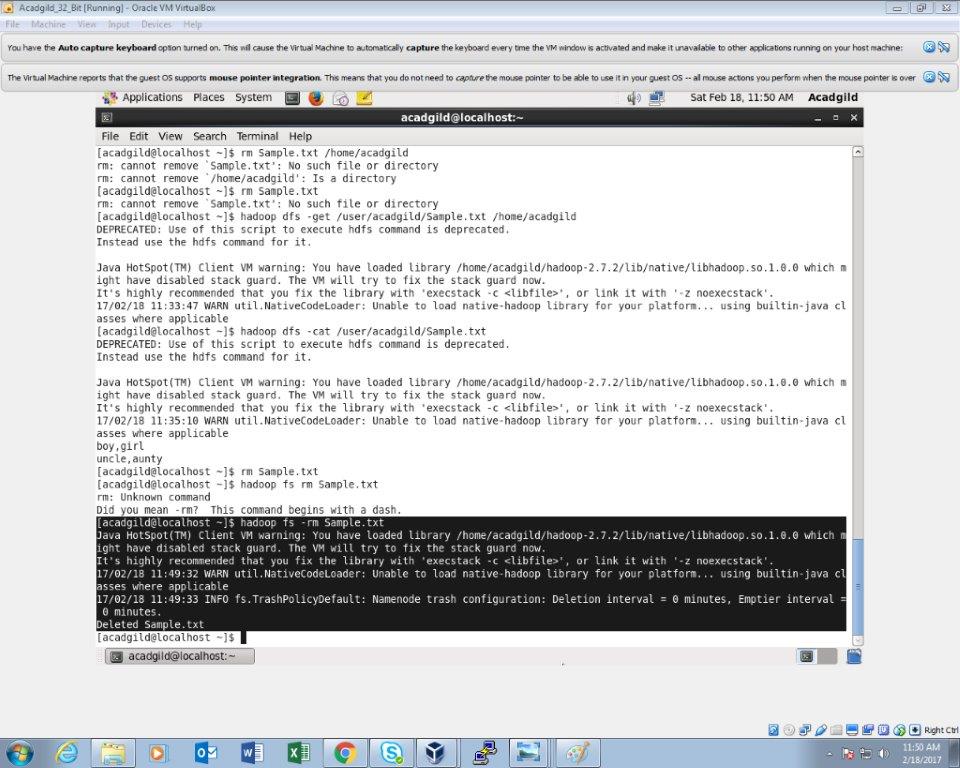 Acadgild_32_Bit [Running] - Oracle VM VirtualBox
File Machine View Input Devices Help
You have the Auto capture keyboard option turned on. This will cause the Virtual Machine to automatically capture the keyboard every time the VM window is activated and make it unavailable to other applications running on your host machine:
The Virtual Machine reports that the guest OS supports mouse pointer integration. This means that you do not need to capture the mouse pointer to be able to use it in your guest OS -- all mouse actions you perform when the mouse pointer is over
Applications Places System Sat Feb 18, 11:50 AM Acadgild
acadgild@localhost:~
File Edit View Search Terminal Help
[acadgild@localhost ~]$ rm Sample.txt /home/acadgild
rm: cannot remove `Sample.txt': No such file or directory
rm: cannot remove `/home/acadgild': Is a directory
[acadgild@localhost ~]$ rm Sample.txt
rm: cannot remove `Sample.txt': No such file or directory
[acadgild@localhost ~]$ hadoop dfs -get /user/acadgild/Sample.txt /home/acadgild
DEPRECATED: Use of this script to execute hdfs command is deprecated.
Instead use the hdfs command for it.
Java HotSpot(TM) Client VM warning: You have loaded library /home/acadgild/hadoop-2.7.2/lib/native/libhadoop.so.1.0.0 which m
ight have disabled stack guard. The VM will try to fix the stack guard now.
It's highly recommended that you fix the library with 'execstack -c <libfile>', or link it with '-z noexecstack'.
17/02/18 11:33:47 WARN util.NativeCodeLoader: Unable to load native-hadoop library for your platform... using builtin-java cl
asses where applicable
[acadgild@localhost ~]$ hadoop dfs -cat /user/acadgild/Sample.txt
DEPRECATED: Use of this script to execute hdfs command is deprecated.
Instead use the hdfs command for it.
Java HotSpot(TM) Client VM warning: You have loaded library /home/acadgild/hadoop-2.7.2/lib/native/libhadoop.so.1.0.0 which m
ight have disabled stack guard. The VM will try to fix the stack guard now.
It's highly recommended that you fix the library with 'execstack -c <libfile>', or link it with '-z noexecstack'.
17/02/18 11:35:10 WARN util.NativeCodeLoader: Unable to load native-hadoop library for your platform... using builtin-java cl
asses where applicable
boy,girl
uncle,aunty
[acadgild@localhost ~]$ rm Sample.txt
[acadgild@localhost ~]$ hadoop fs rm Sample.txt
rm: Unknown command
Did you mean -rm?  This command begins with a dash.
[acadgild@localhost ~]$ hadoop fs -rm Sample.txt
Java HotSpot(TM) Client VM warning: You have loaded library /home/acadgild/hadoop-2.7.2/lib/native/libhadoop.so.1.0.0 which m
ight have disabled stack guard. The VM will try to fix the stack guard now.
It's highly recommended that you fix the library with 'execstack -c <libfile>', or link it with '-z noexecstack'.
17/02/18 11:49:32 WARN util.NativeCodeLoader: Unable to load native-hadoop library for your platform... using builtin-java cl
asses where applicable
17/02/18 11:49:33 INFO fs.TrashPolicyDefault: Namenode trash configuration: Deletion interval = 0 minutes, Emptier interval =
 0 minutes.
Deleted Sample.txt
[acadgild@localhost ~]$
acadgild@localhost:~
Right Ctrl
11:50 AM
2/18/2017